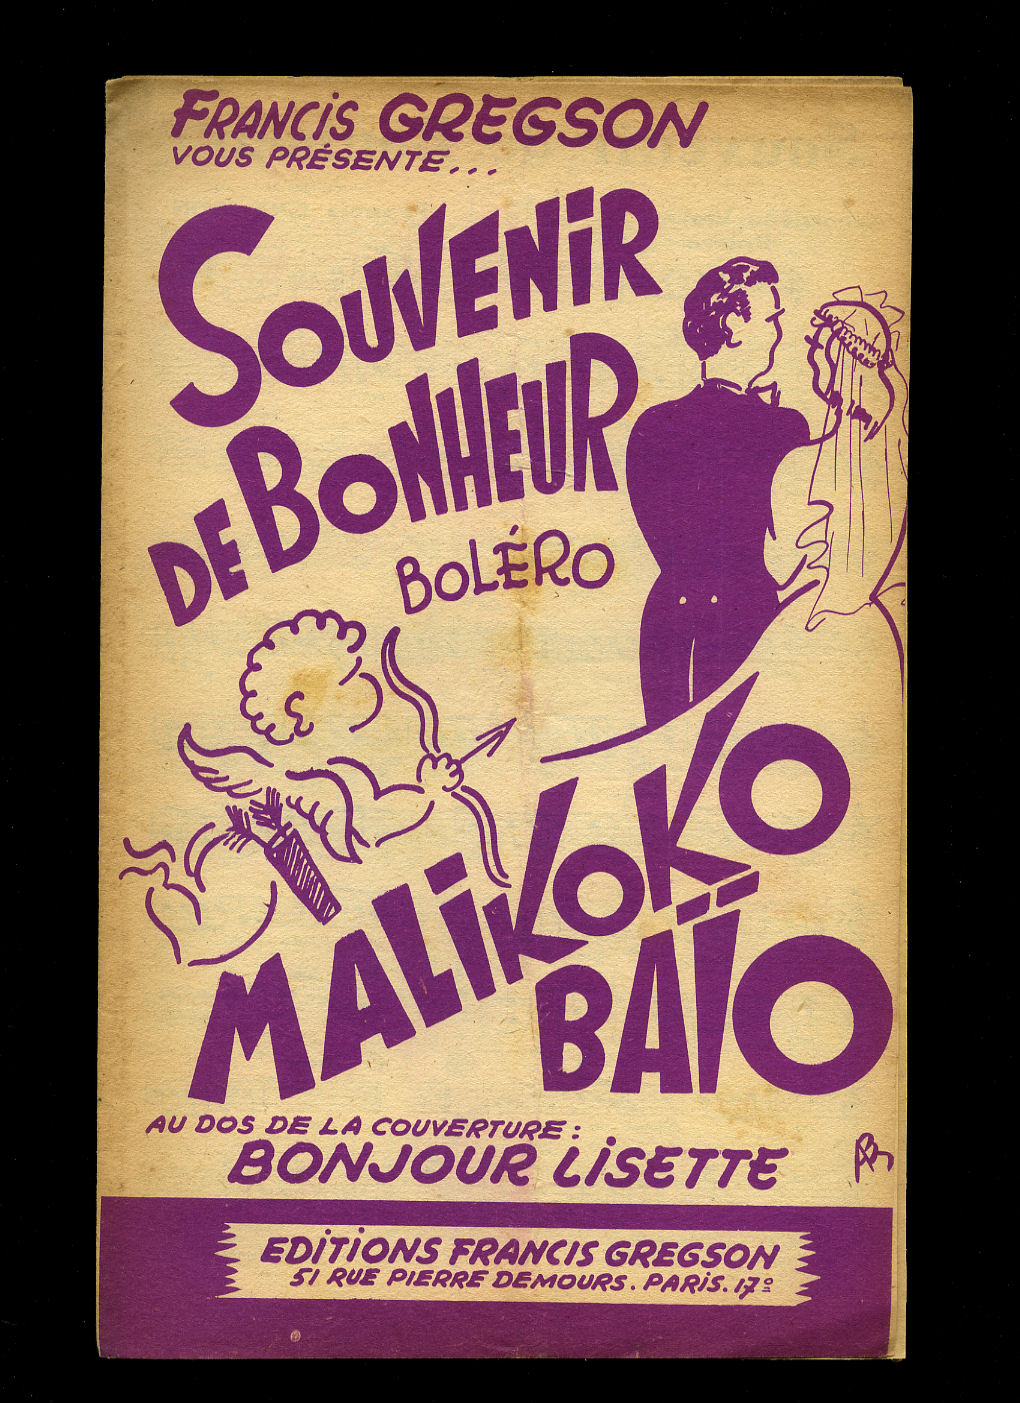 FRANCIS GREGSON
VOUS PRÉSENTE...
SOUVENIR
DE BONHEUR
BOLÉRO
MALIKOKO
BAÏO
AU DOS DE LA COUVERTURE :
BONJOUR LISETTE
EDITIONS FRANCIS GREGSON
51 RUE PIERRE DEMOURS. PARIS. 17º